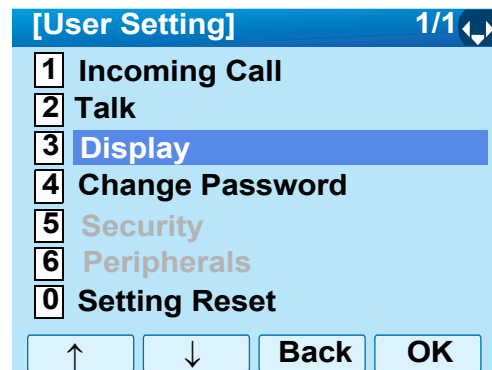 [User Setting] 1/1
1 Incoming Call
2 Talk
3 Display
4 Change Password
5 Security
6 Peripherals
0 Setting Reset
↑ ↓ Back OK